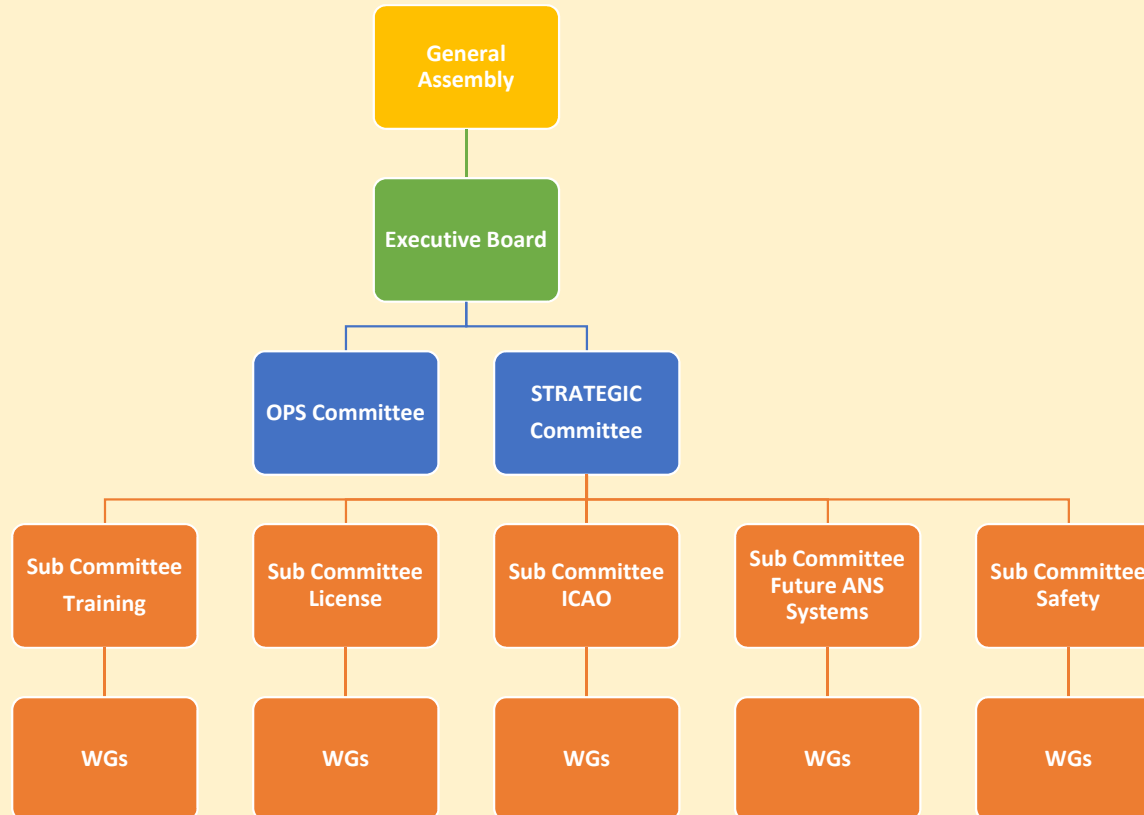 General
Assembly
Executive Board
OPS Committee
STRATEGIC
Committee
Sub Committee
Training
Sub Committee
License
Sub Committee
ICAO
Sub Committee
Future ANS
Systems
Sub Committee
Safety
WGs
WGs
WGs
WGs
WGs